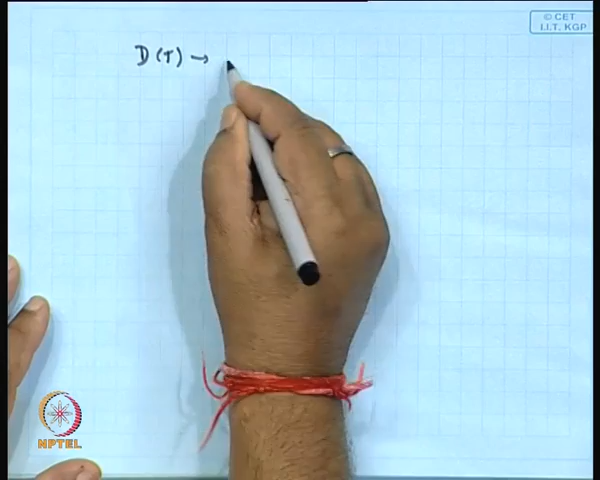 © CET
I.I.T. KGP
D(T) →
NPTEL